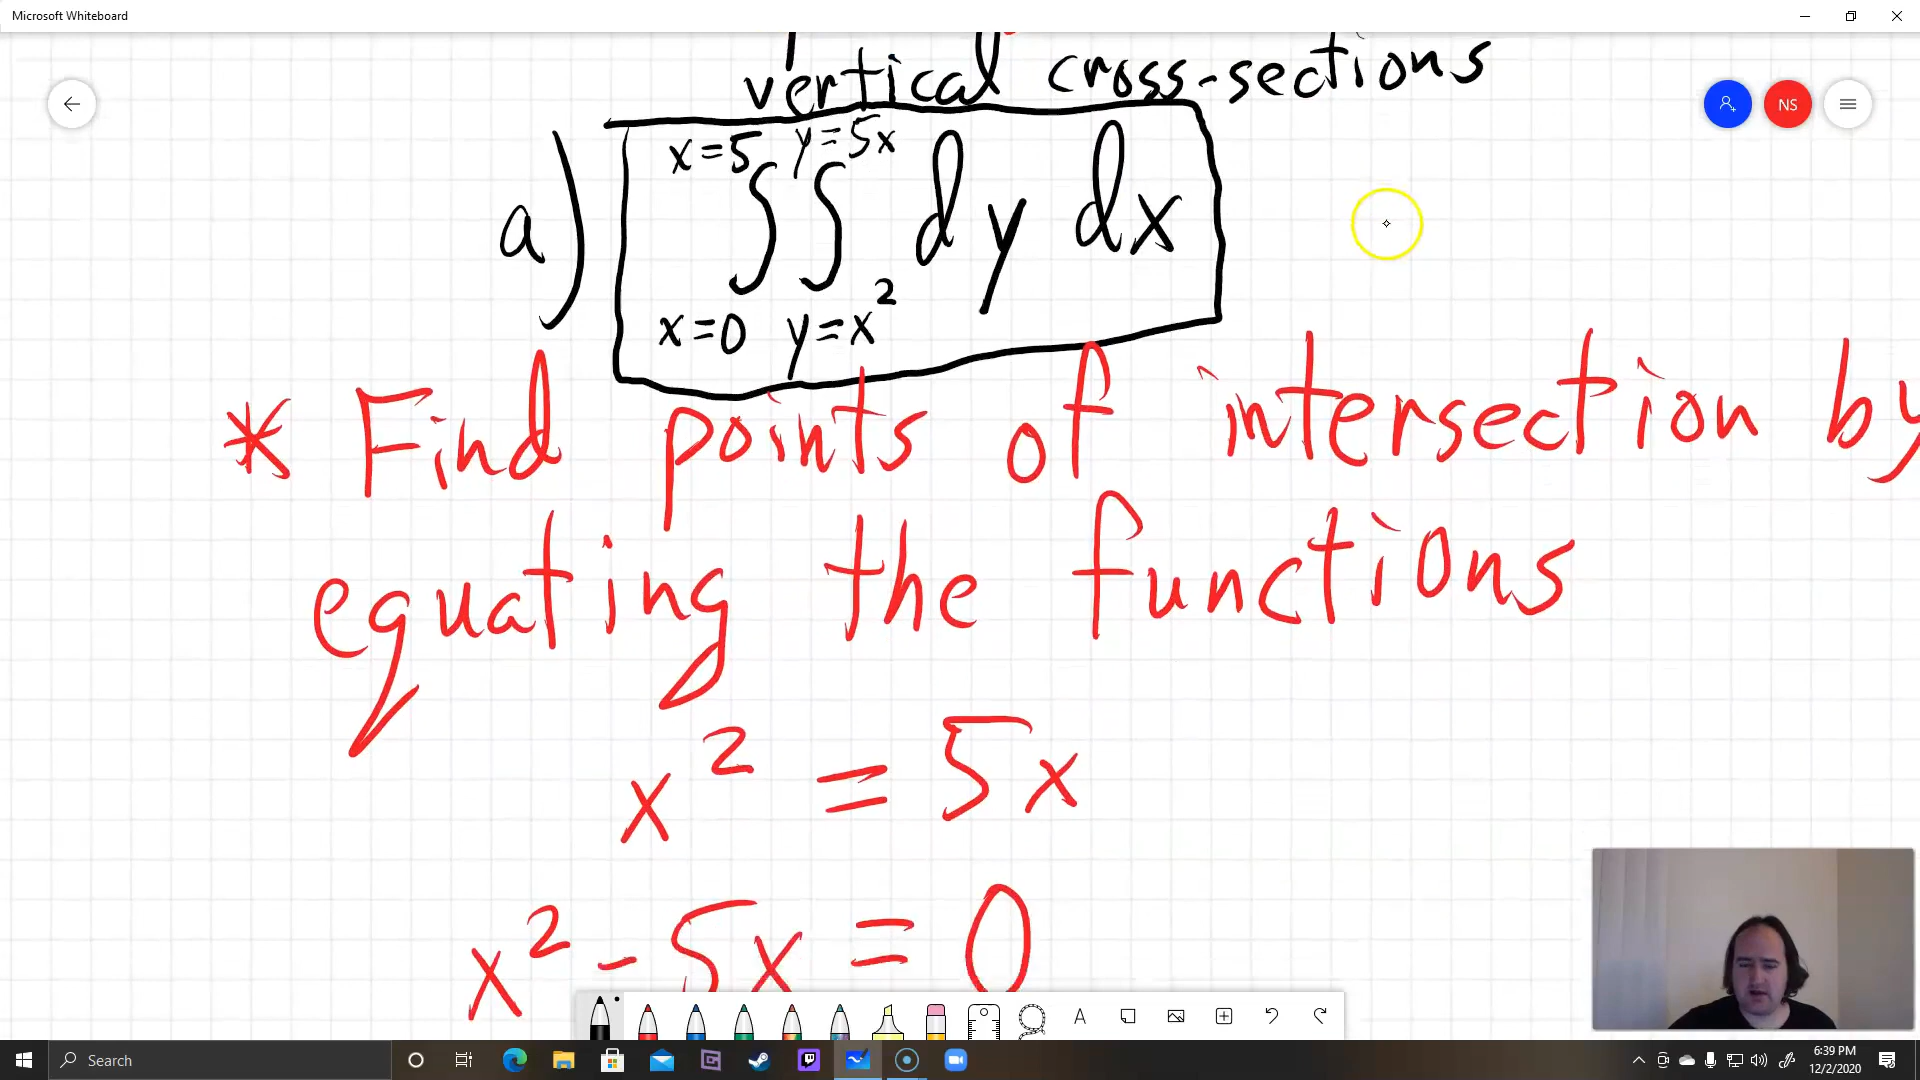 Microsoft Whiteboard
vertical cross-sections
NS
x=5 y=5x
a) ∫∫ dy dx
x=0 y=x²
* Find points of intersection by
equating the functions
x² = 5x
x² - 5x = 0
A
Search
6:39 PM
12/2/2020